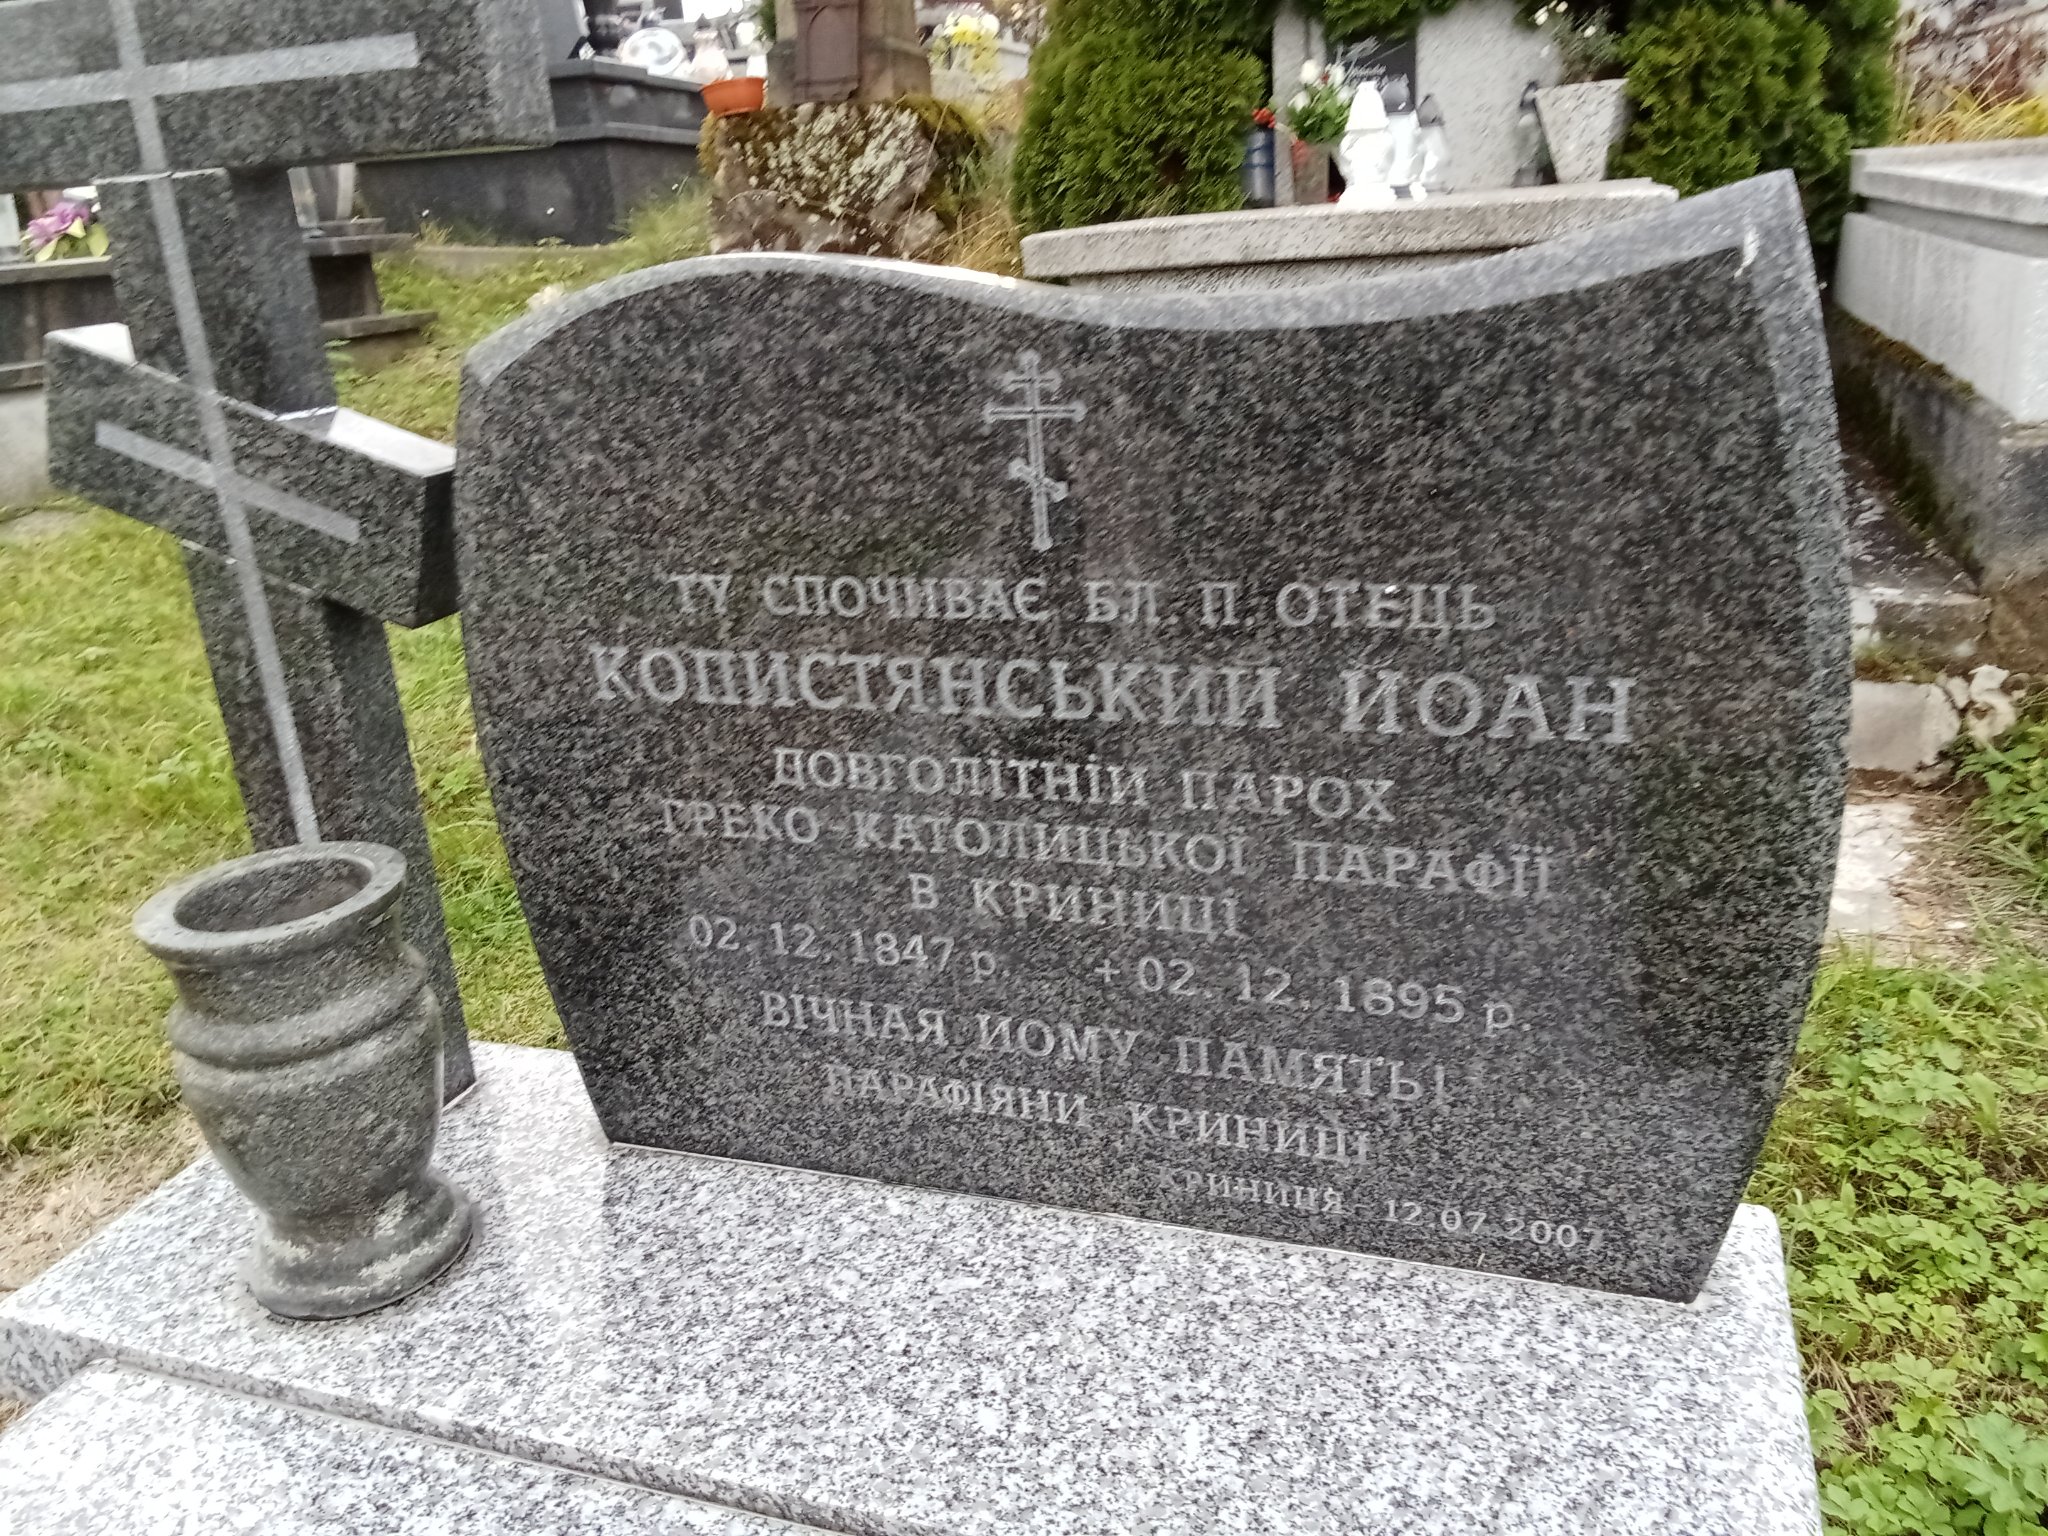 ТУ СПОЧИВАЄ БЛ. П. ОТЕЦЬ
КОПИСТЯНСЬКИЙ ЙОАН
ДОВГОЛІТНІЙ ПАРОХ
ГРЕКО-КАТОЛИЦЬКОЇ ПАРАФІЇ
В КРИНИЦІ
02. 12. 1847 р. + 02. 12. 1895 р.
ВІЧНАЯ ЙОМУ ПАМЯТЬ!
ПАРАФІЯНИ КРИНИЦІ
КРИНИЦЯ - 12.07.2007